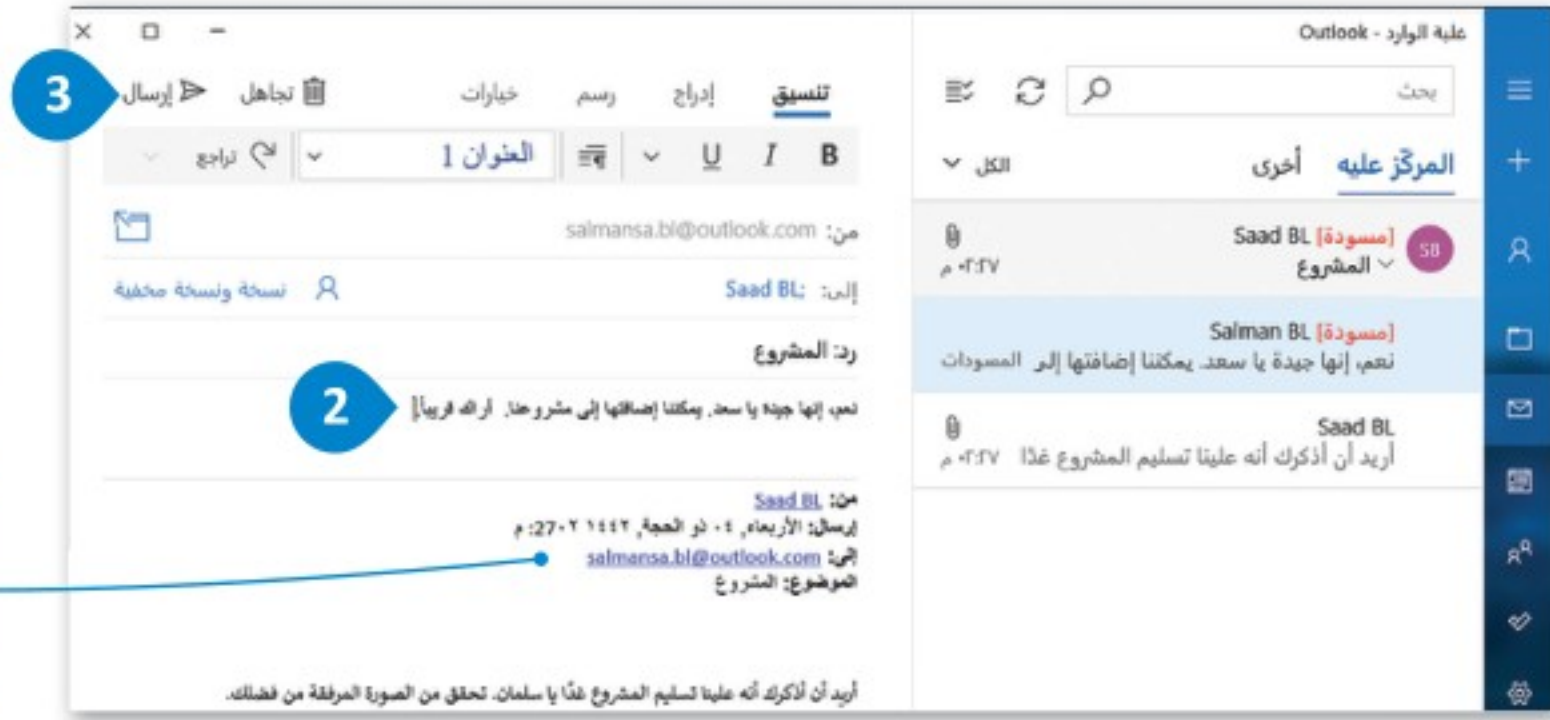 علبة الوارد - Outlook
بحث
المركّز عليه أخرى
الكل
SB
[مسودة] Saad BL
المشروع
٠٢:٢٧ م
[مسودة] Salman BL
نعم، إنها جيدة يا سعد. يمكننا إضافتها إلى المسودات
Saad BL
أريد أن أذكرك أنه علينا تسليم المشروع غدًا ٠٢:٢٧ م
تنسيق إدراج رسم خيارات تجاهل إرسال
3
B I U العنوان 1 تراجع
من: salmansa.bl@outlook.com
إلى: Saad BL; نسخة ونسخة مخفية
رد: المشروع
نعم، إنها جيدة يا سعد. يمكننا إضافتها إلى مشروعنا. أراك قريباً.
2
من: Saad BL
إرسال: الأربعاء, ٠٤ ذو الحجة, ١٤٤٢ ٠٢:27 م
إلى: salmansa.bl@outlook.com
الموضوع: المشروع
أريد أن أذكرك أنه علينا تسليم المشروع غدًا يا سلمان. تحقق من الصورة المرفقة من فضلك.